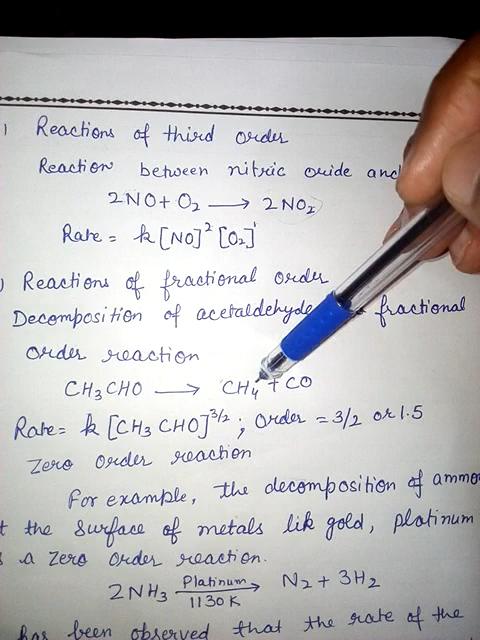 Reactions of third order
Reaction between nitric oxide and
2NO + O₂ ⟶ 2NO₂
Rate = k [NO]² [O₂]¹
Reactions of fractional order
Decomposition of acetaldehyde fractional
order reaction
CH₃CHO ⟶ CH₄ + CO
Rate = k [CH₃CHO]^3/2 ; Order = 3/2 or 1.5
Zero order reaction
For example, the decomposition of ammo
the surface of metals like gold, platinum
a zero order reaction.
2NH₃ —Platinum/1130K⟶ N₂ + 3H₂
has been observed that the rate of the